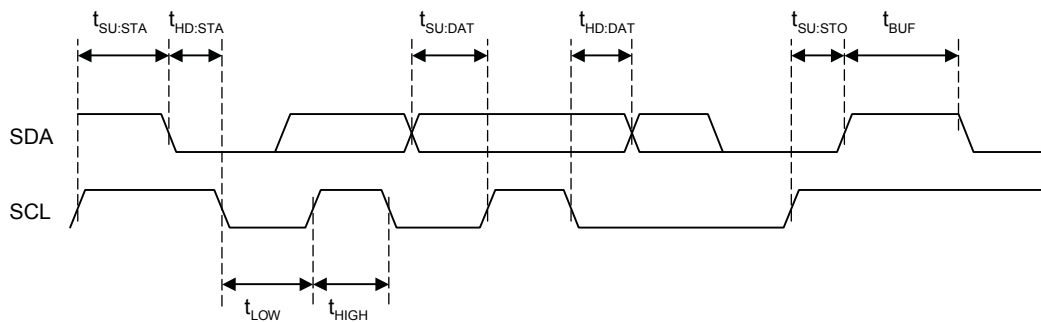 tSU:STA tHD:STA tSU:DAT tHD:DAT tSU:STO tBUF
SDA
SCL
tLOW tHIGH